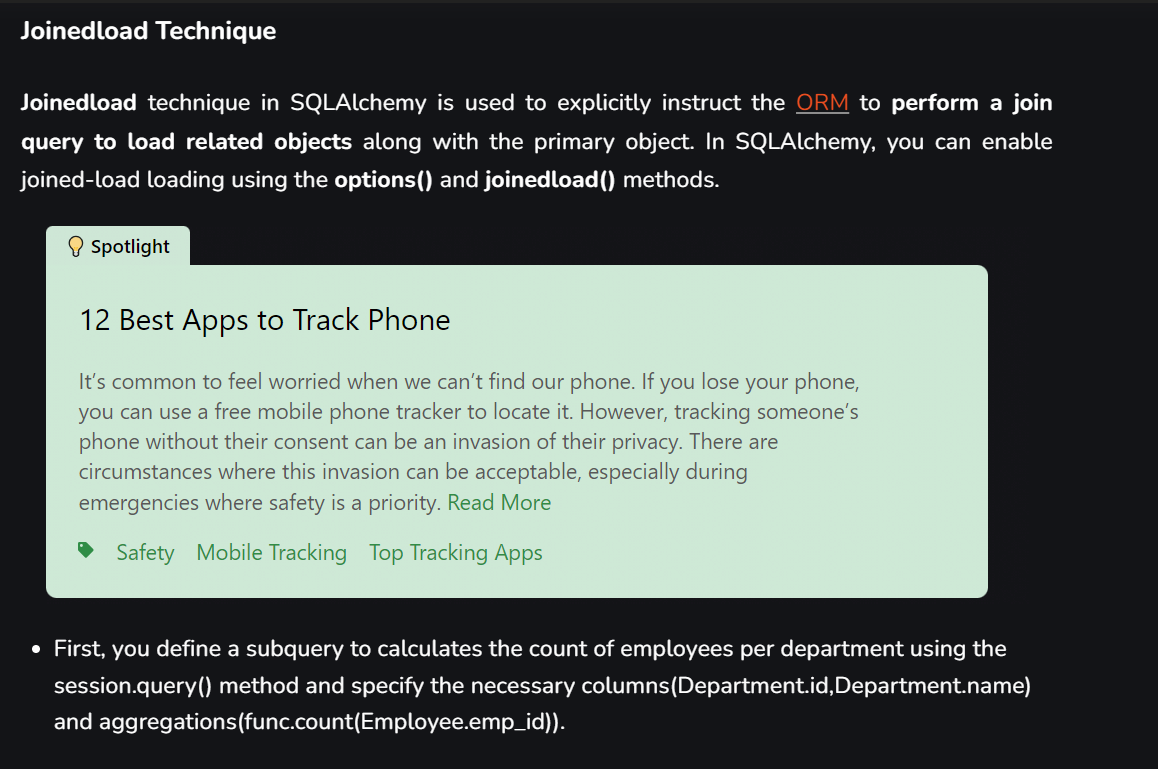 Joinedload Technique
Joinedload technique in SQLAlchemy is used to explicitly instruct the ORM to perform a join
query to load related objects along with the primary object. In SQLAlchemy, you can enable
joined-load loading using the options() and joinedload() methods.
Spotlight
12 Best Apps to Track Phone
It’s common to feel worried when we can’t find our phone. If you lose your phone,
you can use a free mobile phone tracker to locate it. However, tracking someone’s
phone without their consent can be an invasion of their privacy. There are
circumstances where this invasion can be acceptable, especially during
emergencies where safety is a priority. Read More
Safety Mobile Tracking Top Tracking Apps
• First, you define a subquery to calculates the count of employees per department using the
session.query() method and specify the necessary columns(Department.id,Department.name)
and aggregations(func.count(Employee.emp_id)).